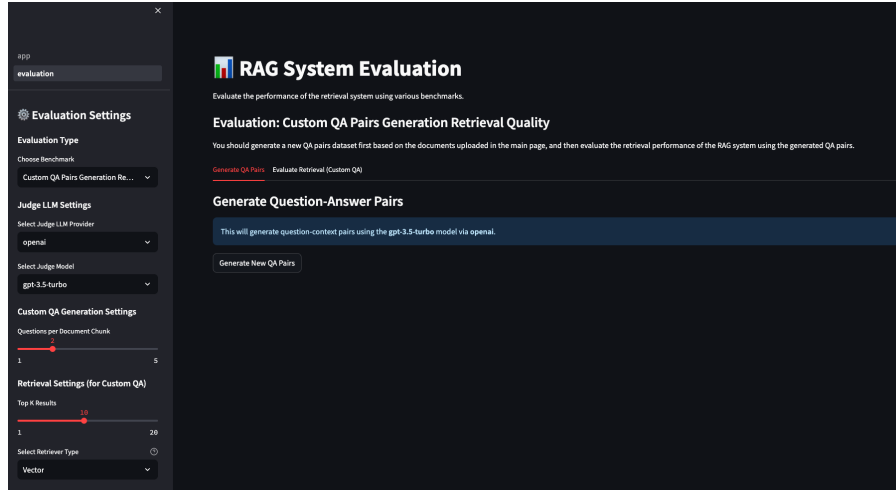 app
evaluation
Evaluation Settings
Evaluation Type
Choose Benchmark
Custom QA Pairs Generation Re...
Judge LLM Settings
Select Judge LLM Provider
openai
Select Judge Model
gpt-3.5-turbo
Custom QA Generation Settings
Questions per Document Chunk
2
1 5
Retrieval Settings (for Custom QA)
Top K Results
10
1 20
Select Retriever Type
Vector
RAG System Evaluation
Evaluate the performance of the retrieval system using various benchmarks.
Evaluation: Custom QA Pairs Generation Retrieval Quality
You should generate a new QA pairs dataset first based on the documents uploaded in the main page, and then evaluate the retrieval performance of the RAG system using the generated QA pairs.
Generate QA Pairs Evaluate Retrieval (Custom QA)
Generate Question-Answer Pairs
This will generate question-context pairs using the gpt-3.5-turbo model via openai.
Generate New QA Pairs